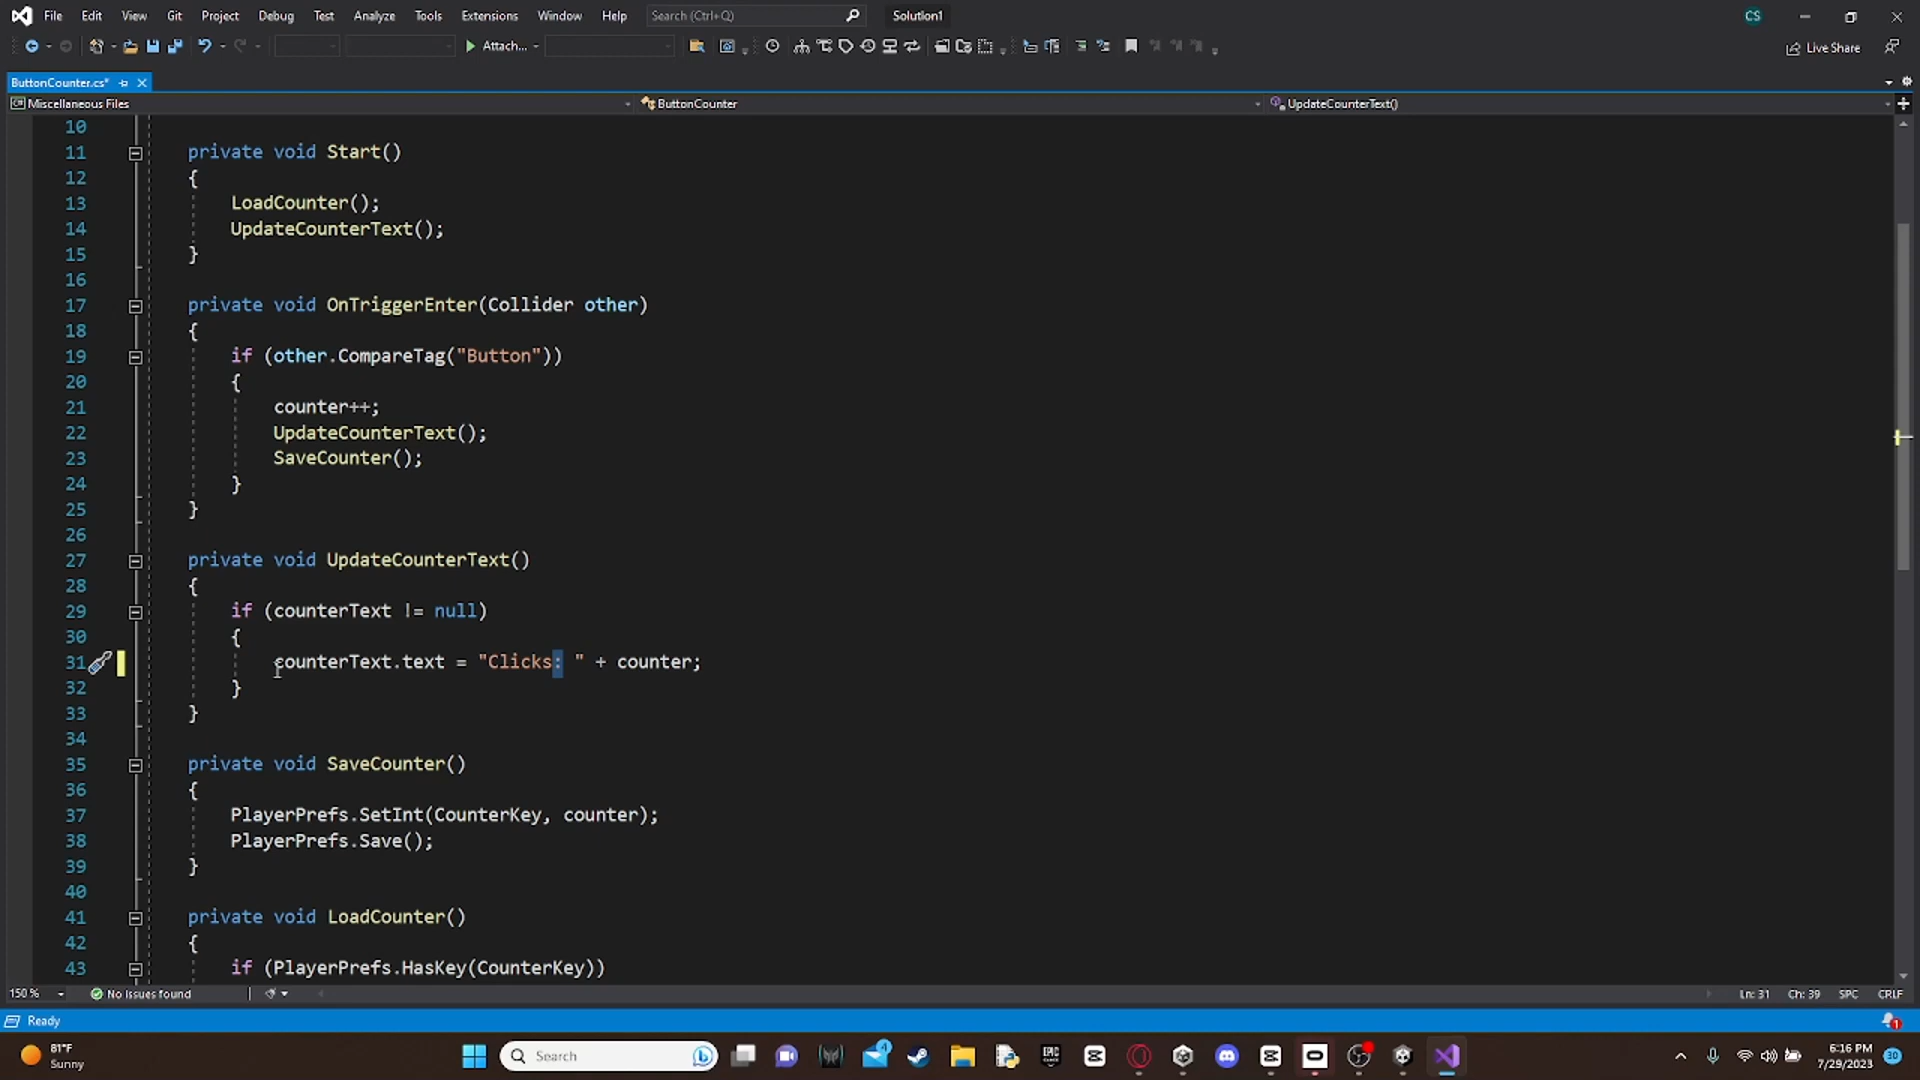 File Edit View Git Project Debug Test Analyze Tools Extensions Window Help Search (Ctrl+Q) Solution1 CS
Attach... Live Share
ButtonCounter.cs*
Miscellaneous Files ButtonCounter UpdateCounterText()
10
11 private void Start()
12 {
13 LoadCounter();
14 UpdateCounterText();
15 }
16
17 private void OnTriggerEnter(Collider other)
18 {
19 if (other.CompareTag("Button"))
20 {
21 counter++;
22 UpdateCounterText();
23 SaveCounter();
24 }
25 }
26
27 private void UpdateCounterText()
28 {
29 if (counterText != null)
30 {
31 counterText.text = "Clicks: " + counter;
32 }
33 }
34
35 private void SaveCounter()
36 {
37 PlayerPrefs.SetInt(CounterKey, counter);
38 PlayerPrefs.Save();
39 }
40
41 private void LoadCounter()
42 {
43 if (PlayerPrefs.HasKey(CounterKey))
150 % No issues found Ln: 31 Ch: 39 SPC CRLF
Ready 1
81°F
Sunny
Search 4 EPIC GAMES
6:16 PM
7/29/2023 30